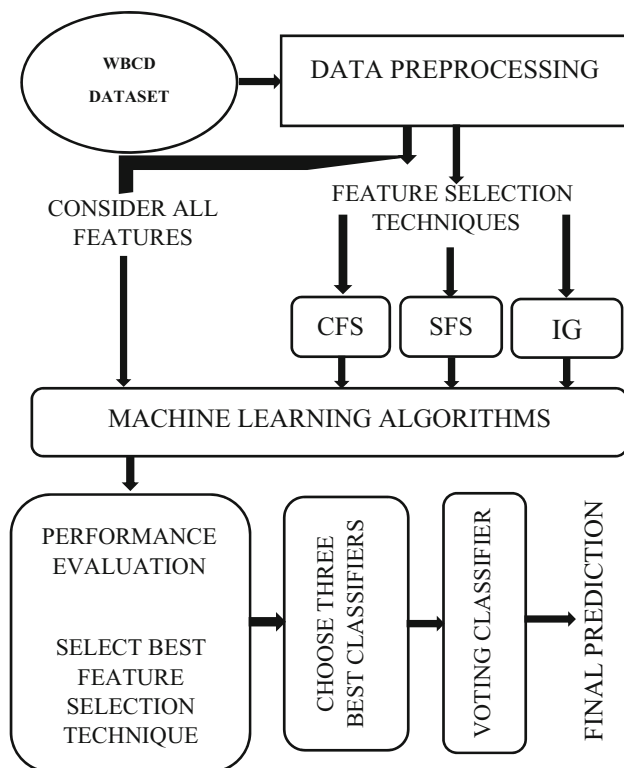 WBCD
DATASET
DATA PREPROCESSING
CONSIDER ALL
FEATURES
FEATURE SELECTION
TECHNIQUES
CFS
SFS
IG
MACHINE LEARNING ALGORITHMS
PERFORMANCE
EVALUATION
SELECT BEST
FEATURE
SELECTION
TECHNIQUE
CHOOSE THREE
BEST CLASSIFIERS
VOTING CLASSIFIER
FINAL PREDICTION